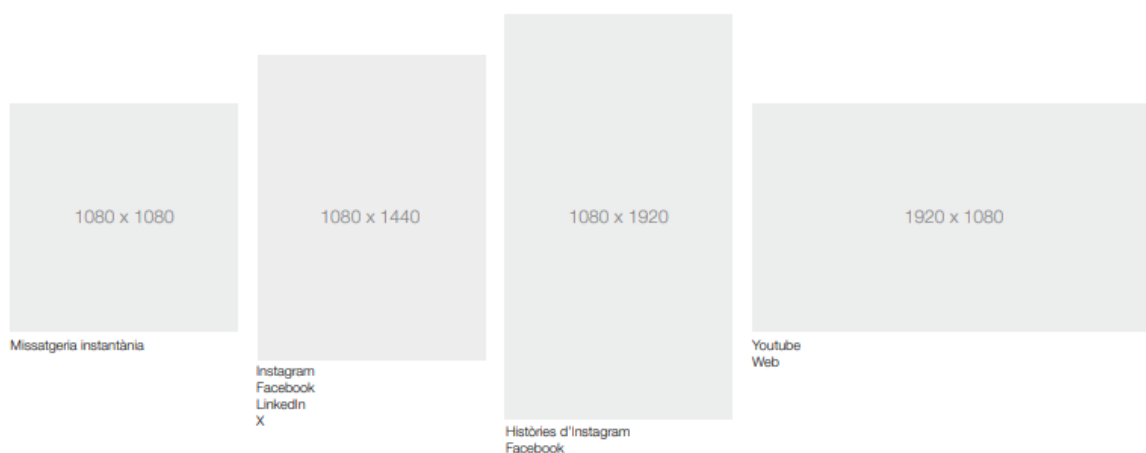 1080 x 1080
Missatgeria instantània
1080 x 1440
Instagram
Facebook
LinkedIn
X
1080 x 1920
Històries d'Instagram
Facebook
1920 x 1080
Youtube
Web